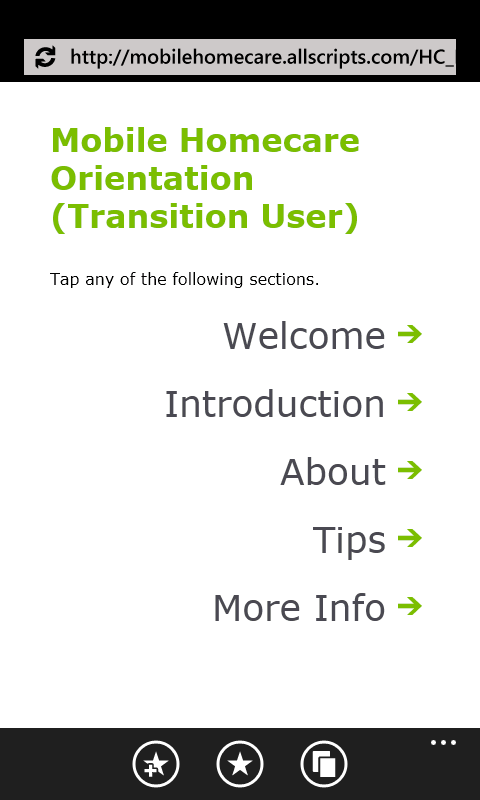 http://mobilehomecare.allscripts.com/HC_
Mobile Homecare
Orientation
(Transition User)
Tap any of the following sections.
Welcome
Introduction
About
Tips
More Info